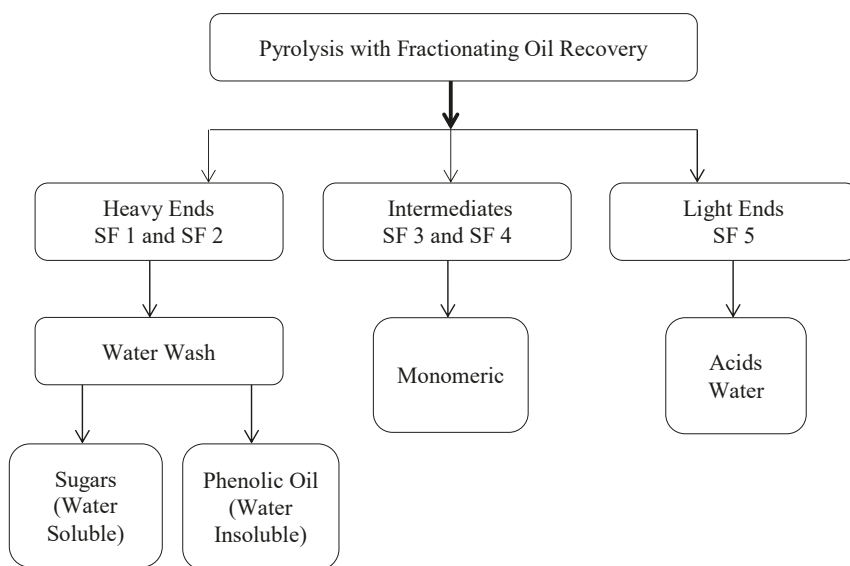 Pyrolysis with Fractionating Oil Recovery
Heavy Ends
SF 1 and SF 2
Intermediates
SF 3 and SF 4
Light Ends
SF 5
Water Wash
Monomeric
Acids
Water
Sugars
(Water
Soluble)
Phenolic Oil
(Water
Insoluble)